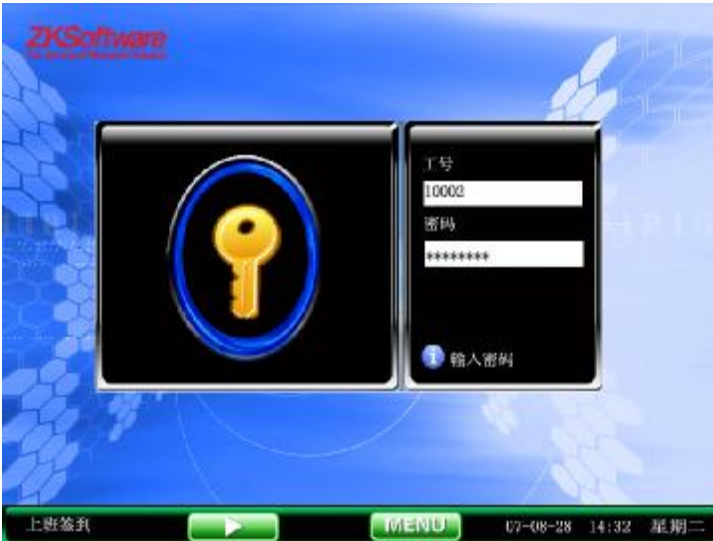 ZKSoftware
工号
10002
密码
********
输入密码
上班签到
MENU
07-08-28 14:32 星期二